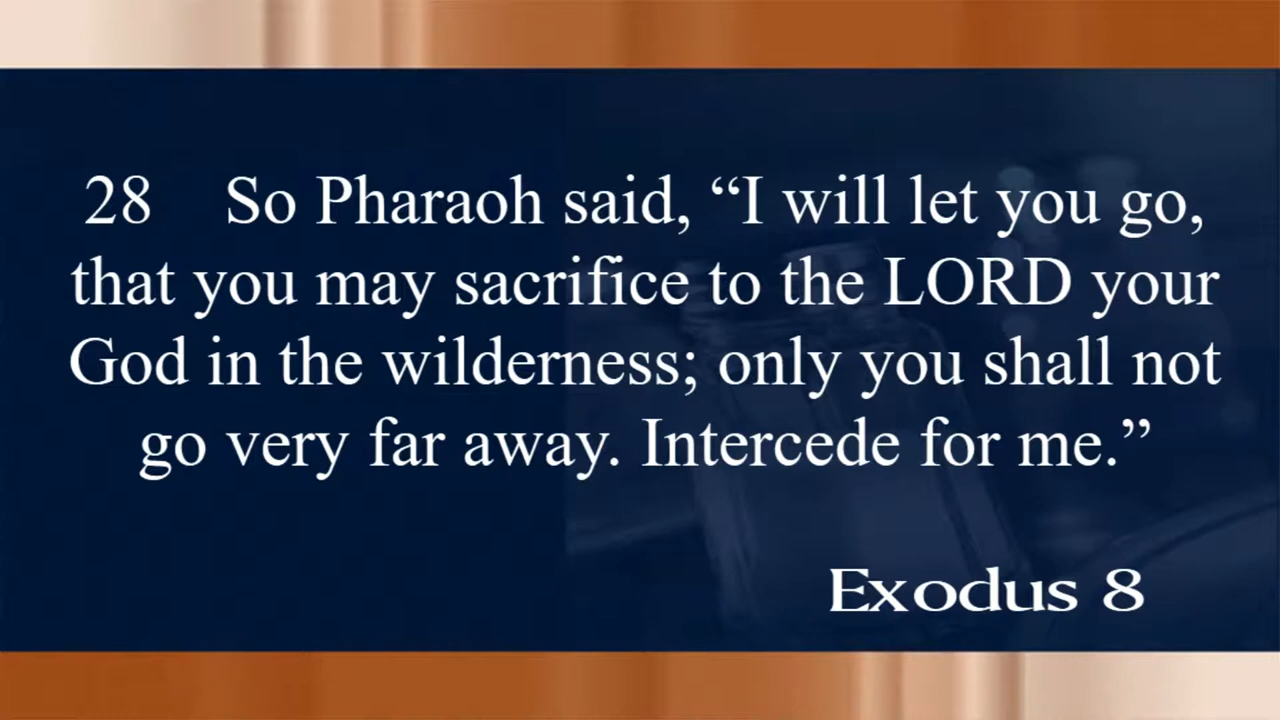 28 So Pharaoh said, “I will let you go,
that you may sacrifice to the LORD your
God in the wilderness; only you shall not
go very far away. Intercede for me.”
Exodus 8